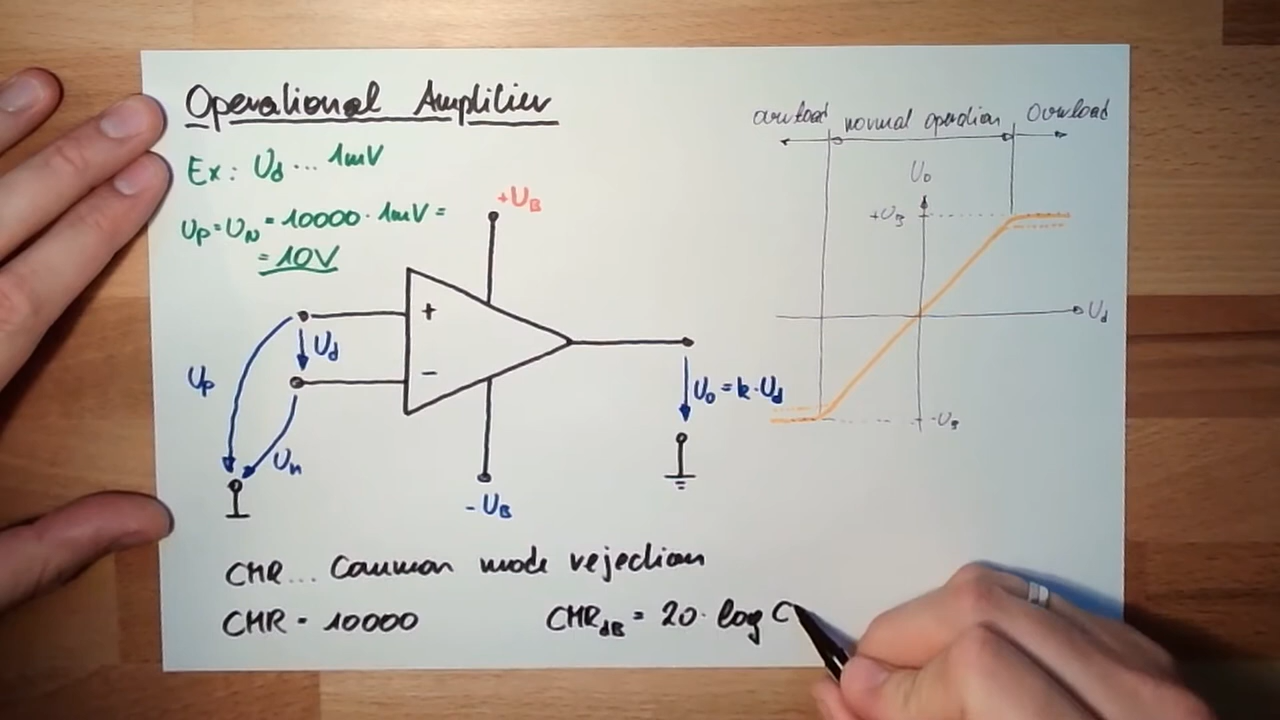 Operational Amplifier
Ex: Ud ... 1mV
UP = UN = 10000 · 1mV =
= 10V
+UB
+
-
Up
Ud
Un
-UB
Uo = k·Ud
overload normal operation overload
Uo
+UB
Ud
-UB
CMR ... Common mode rejection
CMR = 10000 CMRdB = 20 · log C